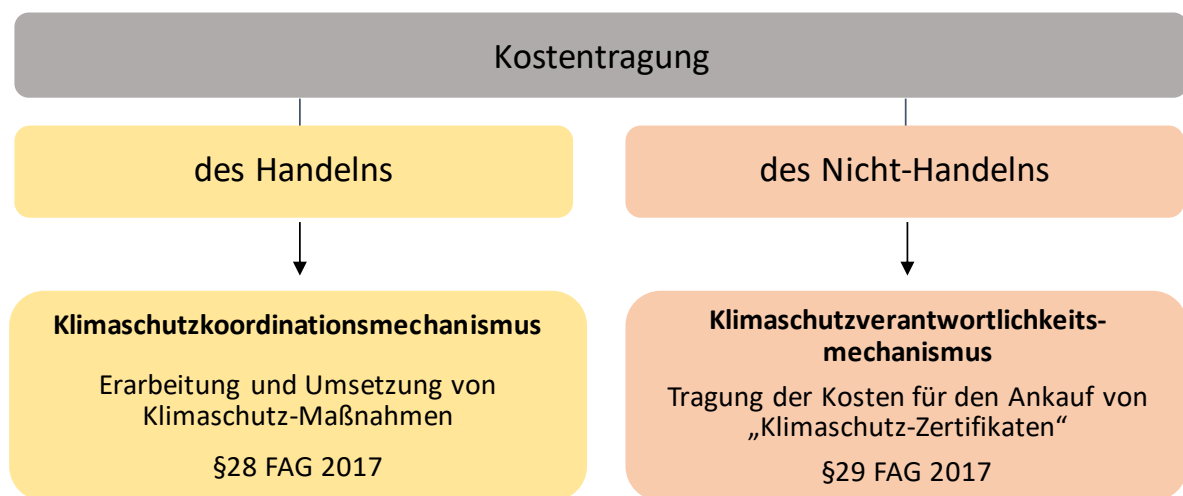 Kostentragung
des Handelns
des Nicht-Handelns
Klimaschutzkoordinationsmechanismus
Erarbeitung und Umsetzung von
Klimaschutz-Maßnahmen
§28 FAG 2017
Klimaschutzverantwortlichkeits-
mechanismus
Tragung der Kosten für den Ankauf von
„Klimaschutz-Zertifikaten“
§29 FAG 2017